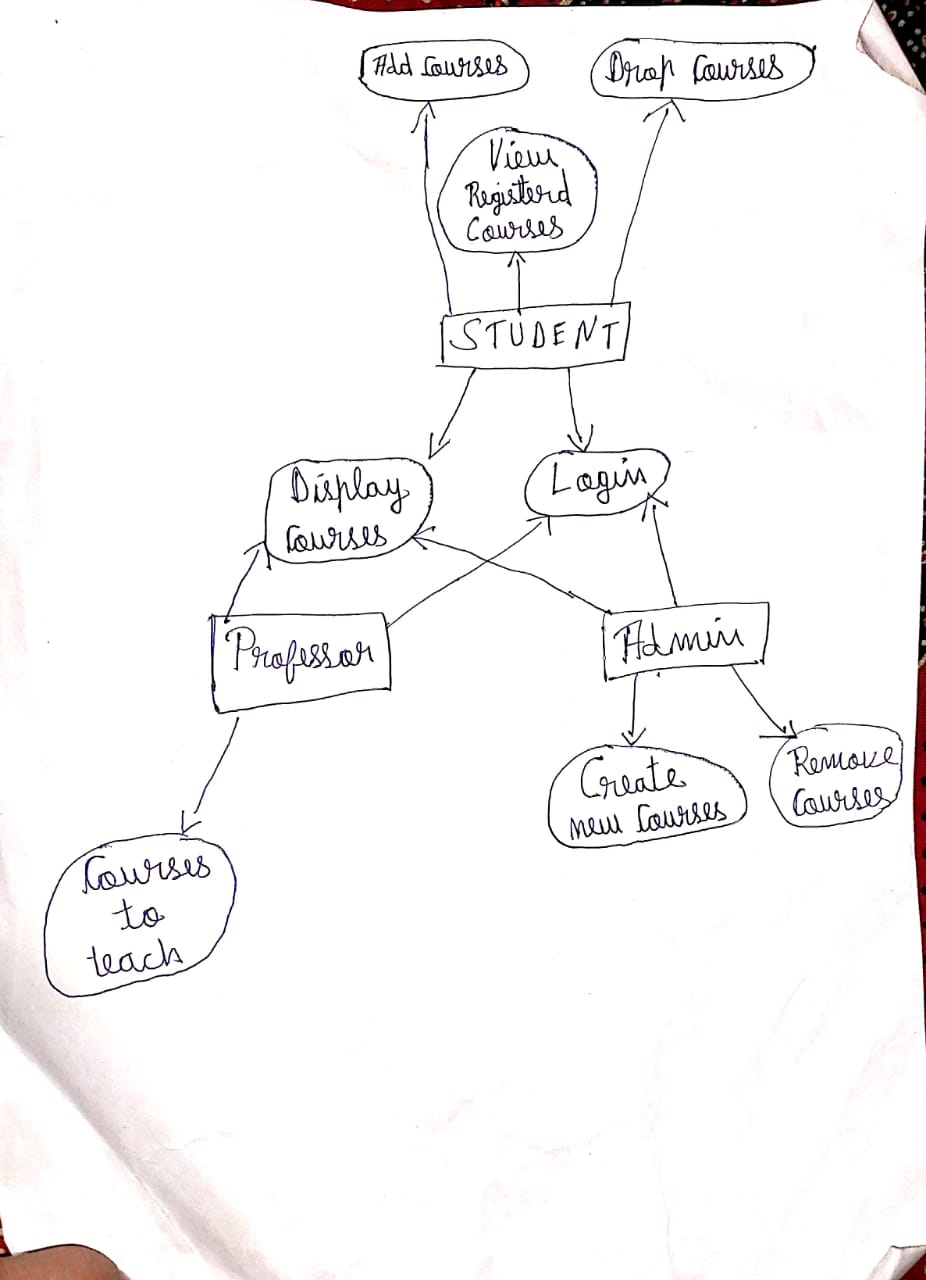 Add Courses
Drop Courses
View
Registerd
Courses
STUDENT
Display
Courses
Login
Professor
Admin
Create
new Courses
Remove
Courses
Courses
to
teach